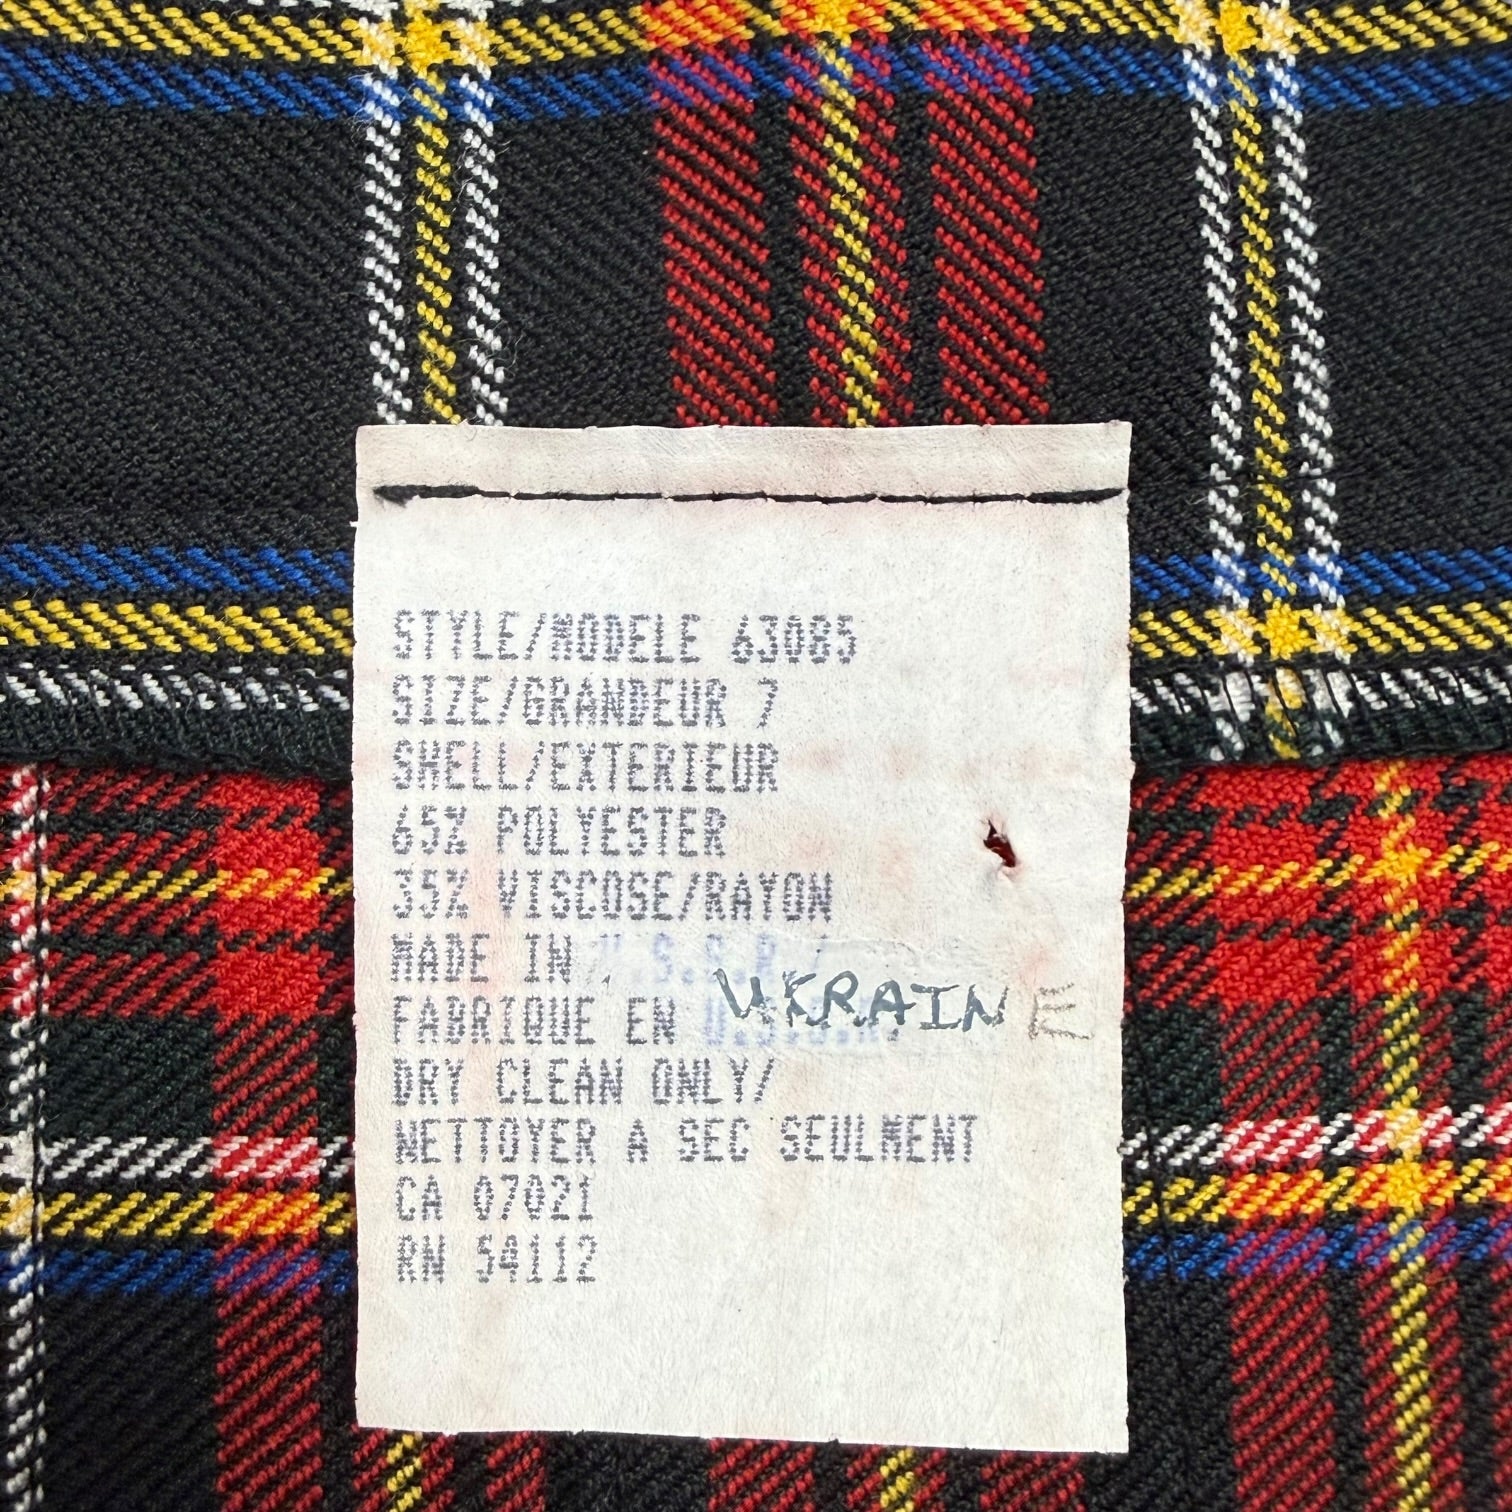 STYLE/MODELE 63085
SIZE/GRANDEUR 7
SHELL/EXTERIEUR
65% POLYESTER
35% VISCOSE/RAYON
MADE IN U.S.S.R./
UKRAINE
FABRIQUE EN U.S.S.R.
DRY CLEAN ONLY/
NETTOYER A SEC SEULMENT
CA 07021
RN 54112